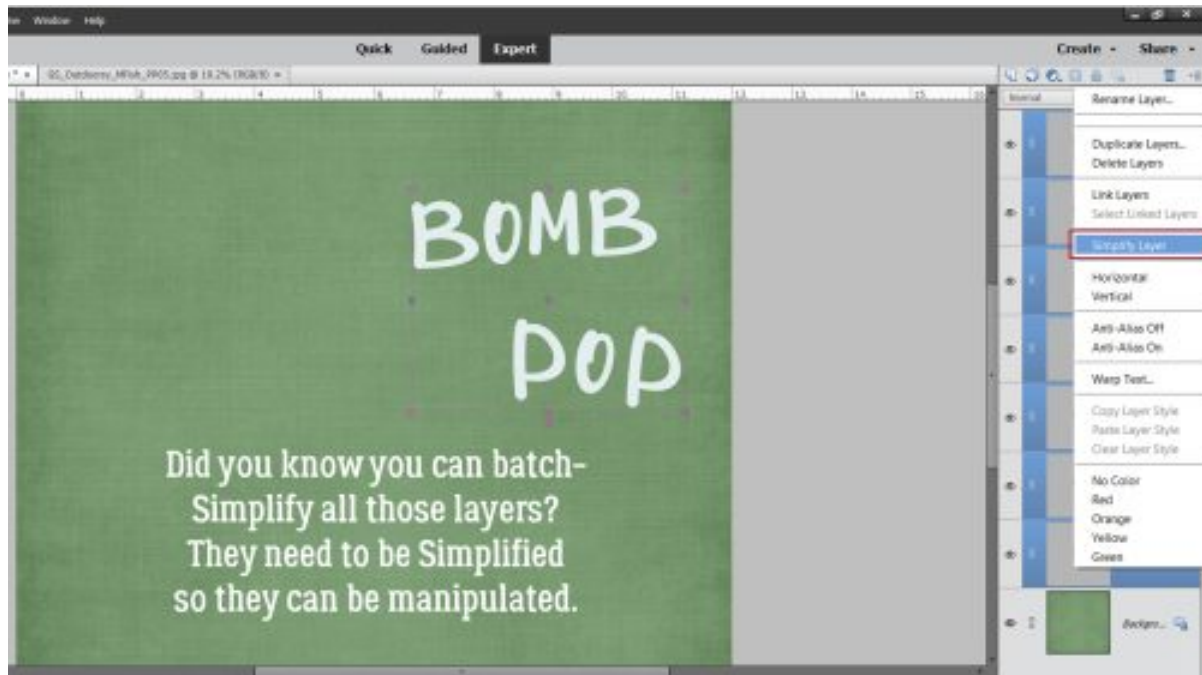 Window Help
Quick Guided Expert
Create Share
Normal
Rename Layer...
Duplicate Layers...
Delete Layers
Link Layers
Select Linked Layers
Simplify Layer
Horizontal
Vertical
Anti-Alias Off
Anti-Alias On
Warp Text...
Copy Layer Style
Paste Layer Style
Clear Layer Style
No Color
Red
Orange
Yellow
Green
Backgro...
BOMB
POP
Did you know you can batch-
Simplify all those layers?
They need to be Simplified
so they can be manipulated.